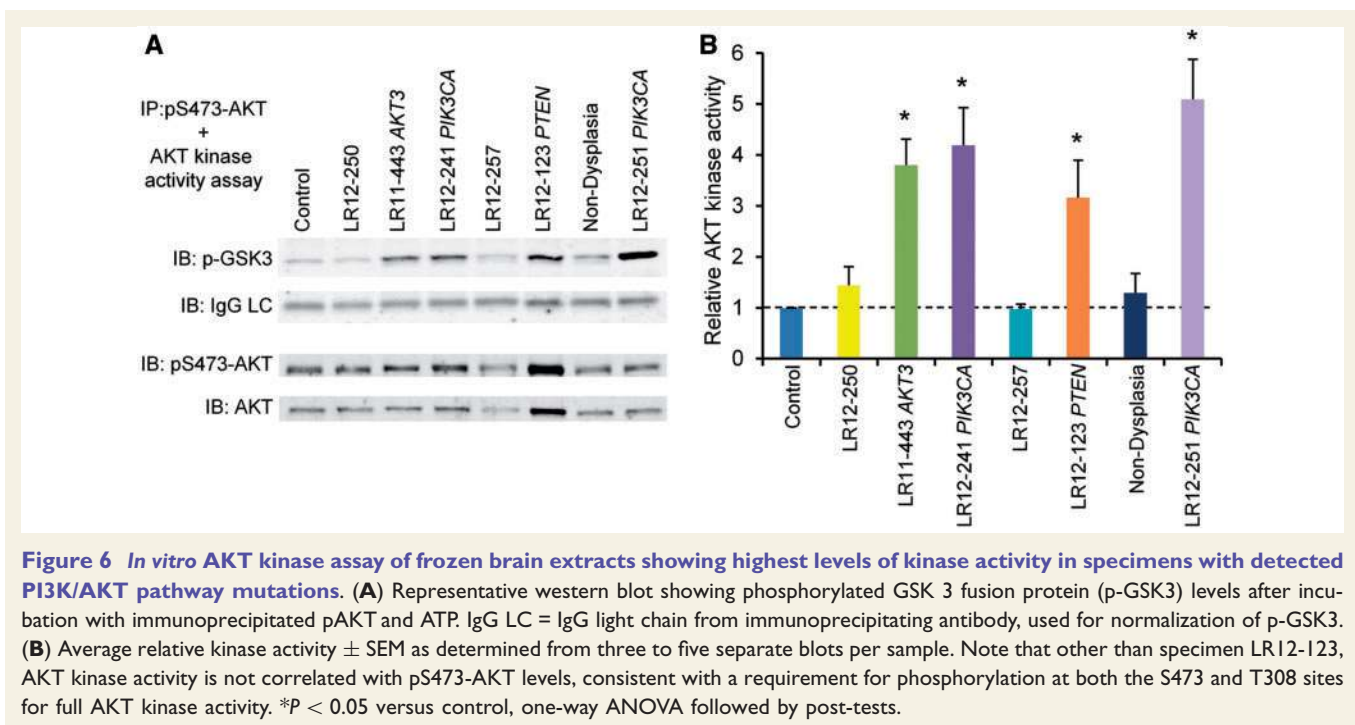 A
IP:pS473-AKT
+
AKT kinase
activity assay
Control
LR12-250
LR11-443 AKT3
LR12-241 PIK3CA
LR12-257
LR12-123 PTEN
Non-Dysplasia
LR12-251 PIK3CA
IB: p-GSK3
IB: IgG LC
IB: pS473-AKT
IB: AKT
B
Relative AKT kinase activity
6
5
4
3
2
1
0
*
*
*
*
Control
LR12-250
LR11-443 AKT3
LR12-241 PIK3CA
LR12-257
LR12-123 PTEN
Non-Dysplasia
LR12-251 PIK3CA
Figure 6 In vitro AKT kinase assay of frozen brain extracts showing highest levels of kinase activity in specimens with detected
PI3K/AKT pathway mutations. (A) Representative western blot showing phosphorylated GSK 3 fusion protein (p-GSK3) levels after incu-
bation with immunoprecipitated pAKT and ATP. IgG LC = IgG light chain from immunoprecipitating antibody, used for normalization of p-GSK3.
(B) Average relative kinase activity ± SEM as determined from three to five separate blots per sample. Note that other than specimen LR12-123,
AKT kinase activity is not correlated with pS473-AKT levels, consistent with a requirement for phosphorylation at both the S473 and T308 sites
for full AKT kinase activity. *P < 0.05 versus control, one-way ANOVA followed by post-tests.